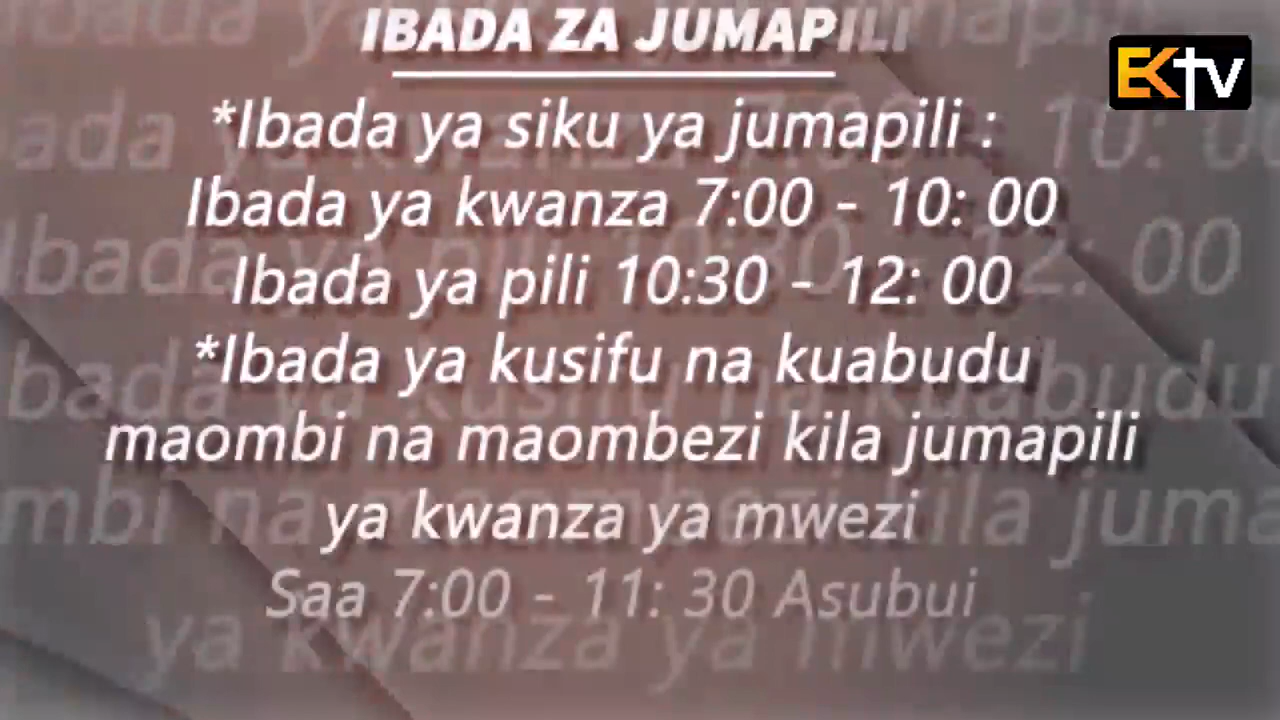 IBADA ZA JUMAPILI
EKTV
*Ibada ya siku ya jumapili :
Ibada ya kwanza 7:00 - 10: 00
Ibada ya pili 10:30 - 12: 00
*Ibada ya kusifu na kuabudu
maombi na maombezi kila jumapili
ya kwanza ya mwezi
Saa 7:00 - 11: 30 Asubui